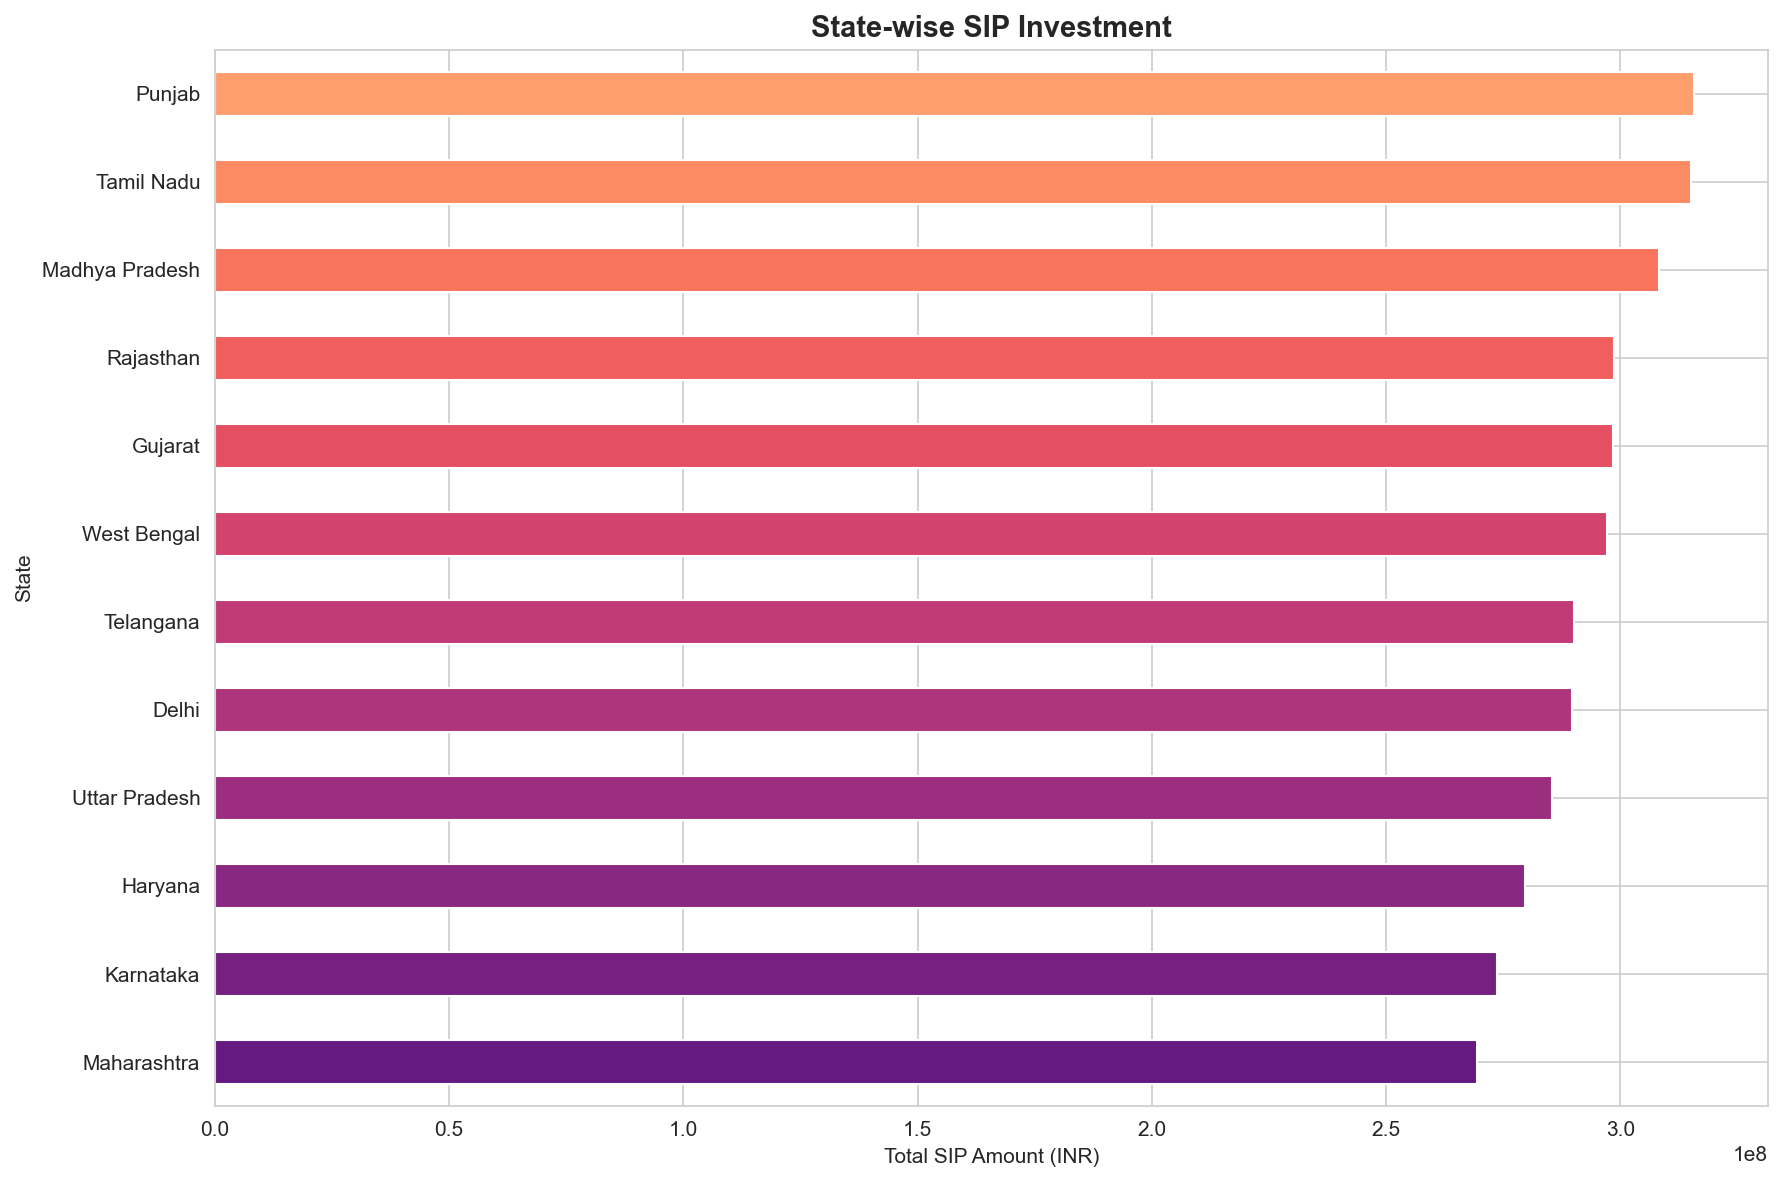 State-wise SIP Investment
Punjab
Tamil Nadu
Madhya Pradesh
Rajasthan
Gujarat
West Bengal
Telangana
Delhi
Uttar Pradesh
Haryana
Karnataka
Maharashtra
State
0.0 0.5 1.0 1.5 2.0 2.5 3.0
Total SIP Amount (INR)
1e8